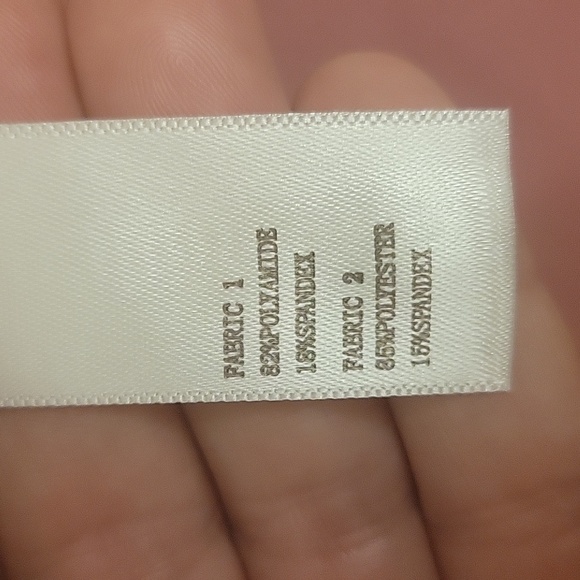 FABRIC 1
82%POLYAMIDE
18%SPANDEX
FABRIC 2
85%POLYESTER
15%SPANDEX